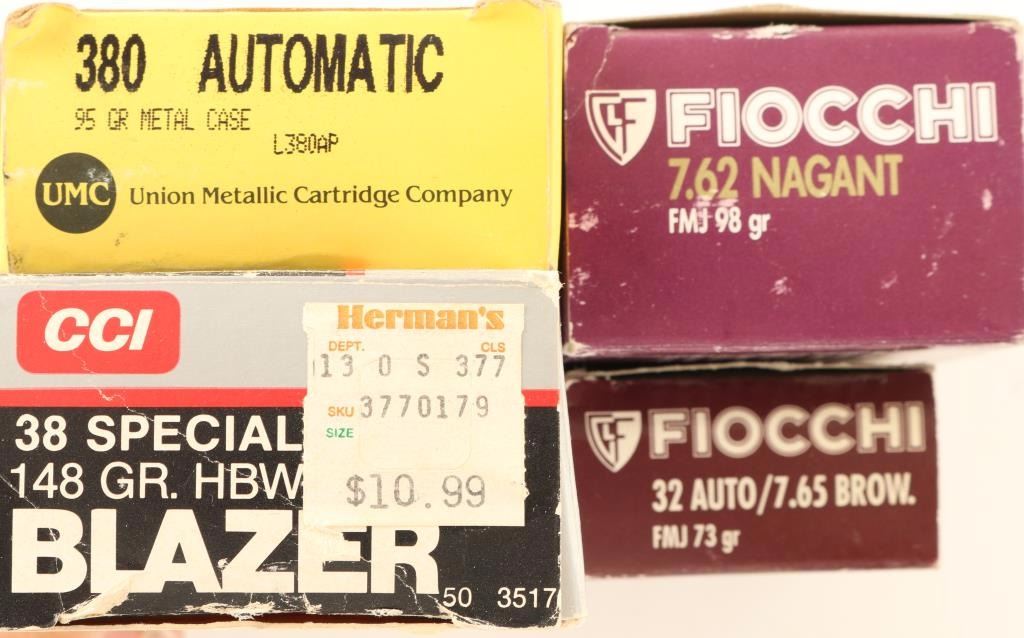 380 AUTOMATIC
95 GR METAL CASE
L380AP
UMC Union Metallic Cartridge Company
FIOCCHI
7.62 NAGANT
FMJ 98 gr
CCI
Herman's
DEPT. CLS
13 0 S 377
SKU 3770179
SIZE
$10.99
38 SPECIAL
148 GR. HBW
BLAZER
50 3517
FIOCCHI
32 AUTO/7.65 BROW.
FMJ 73 gr